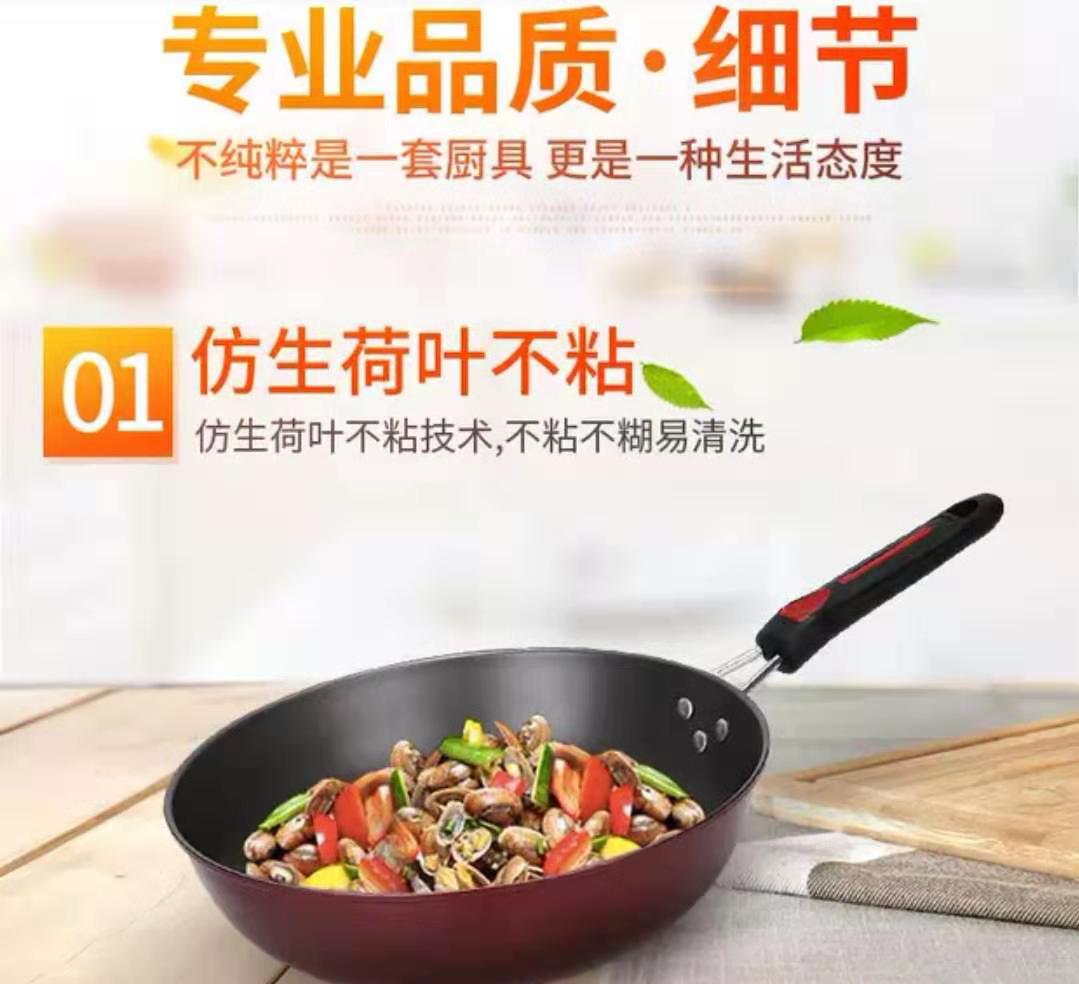 专业品质·细节
不纯粹是一套厨具 更是一种生活态度
01
仿生荷叶不粘
仿生荷叶不粘技术,不粘不糊易清洗